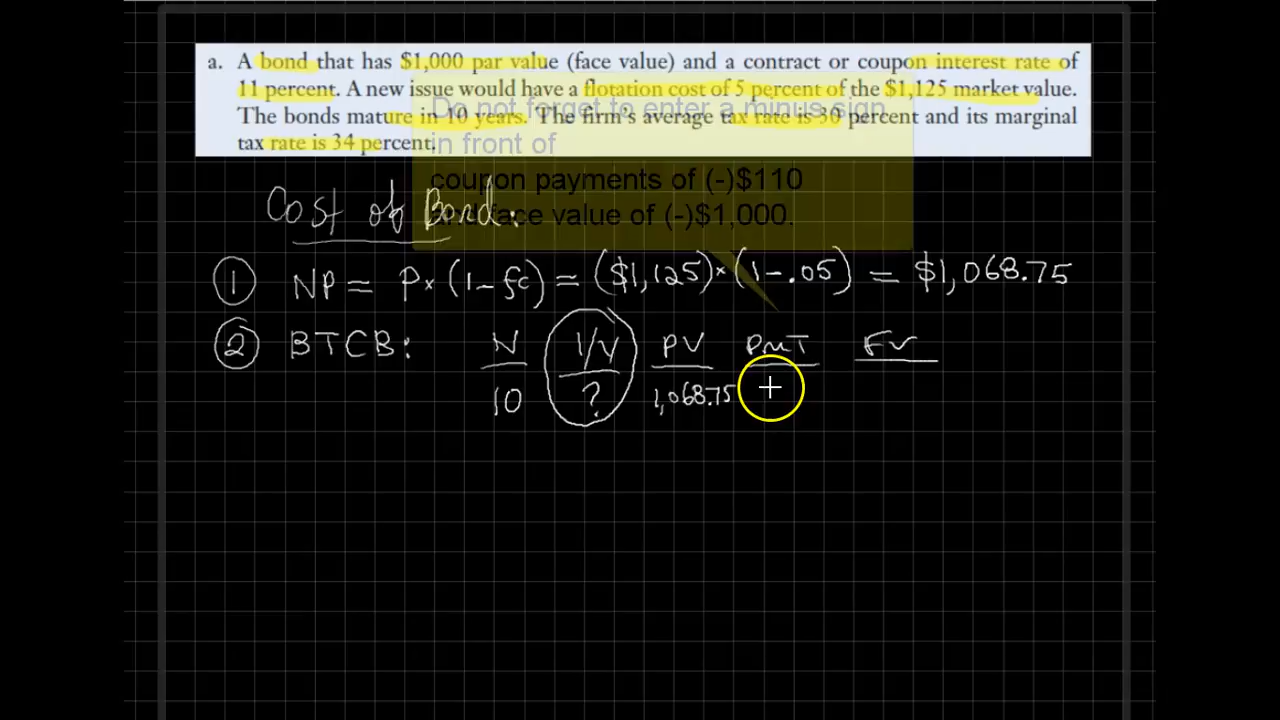 a. A bond that has $1,000 par value (face value) and a contract or coupon interest rate of
11 percent. A new issue would have a flotation cost of 5 percent of the $1,125 market value.
The bonds mature in 10 years. The firm's average tax rate is 30 percent and its marginal
tax rate is 34 percent.
Do not forget to enter a minus sign
in front of
coupon payments of (-)$110
and face value of (-)$1,000.
Cost of Bond:
① NP = P× (1-fc) = ($1,125)×(1-.05) = $1,068.75
② BTCB: N I/Y PV PMT FV
10 ? 1,068.75